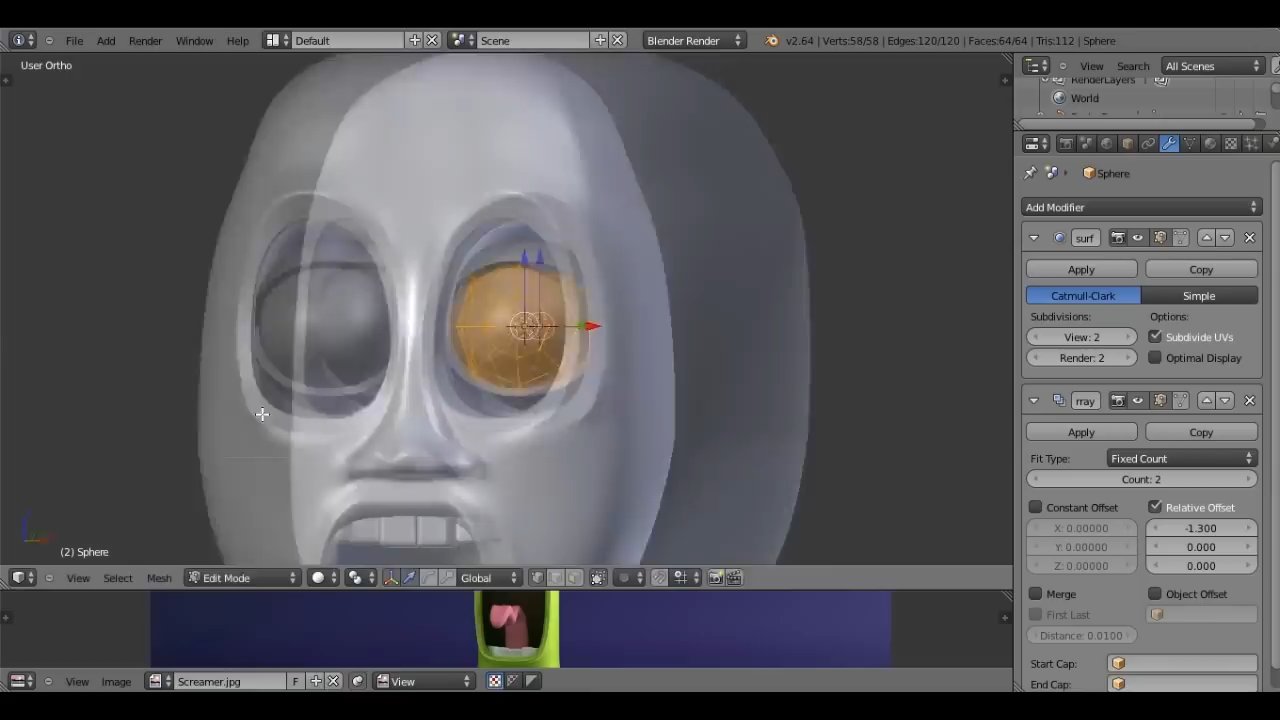 File Add Render Window Help Default Scene Blender Render v2.64 | Verts:58/58 | Edges:120/120 | Faces:64/64 | Tris:112 | Sphere
User Ortho
View Search All Scenes
RenderLayers
World
Sphere
Add Modifier
surf
Apply Copy
Catmull-Clark Simple
Subdivisions: Options:
View: 2 Subdivide UVs
Render: 2 Optimal Display
rray
Apply Copy
Fit Type: Fixed Count
Count: 2
Constant Offset Relative Offset
X: 0.00000 -1.300
Y: 0.00000 0.000
Z: 0.00000 0.000
Merge Object Offset
First Last
Distance: 0.0100
Start Cap:
End Cap:
(2) Sphere
View Select Mesh Edit Mode Global
View Image Screamer.jpg F View